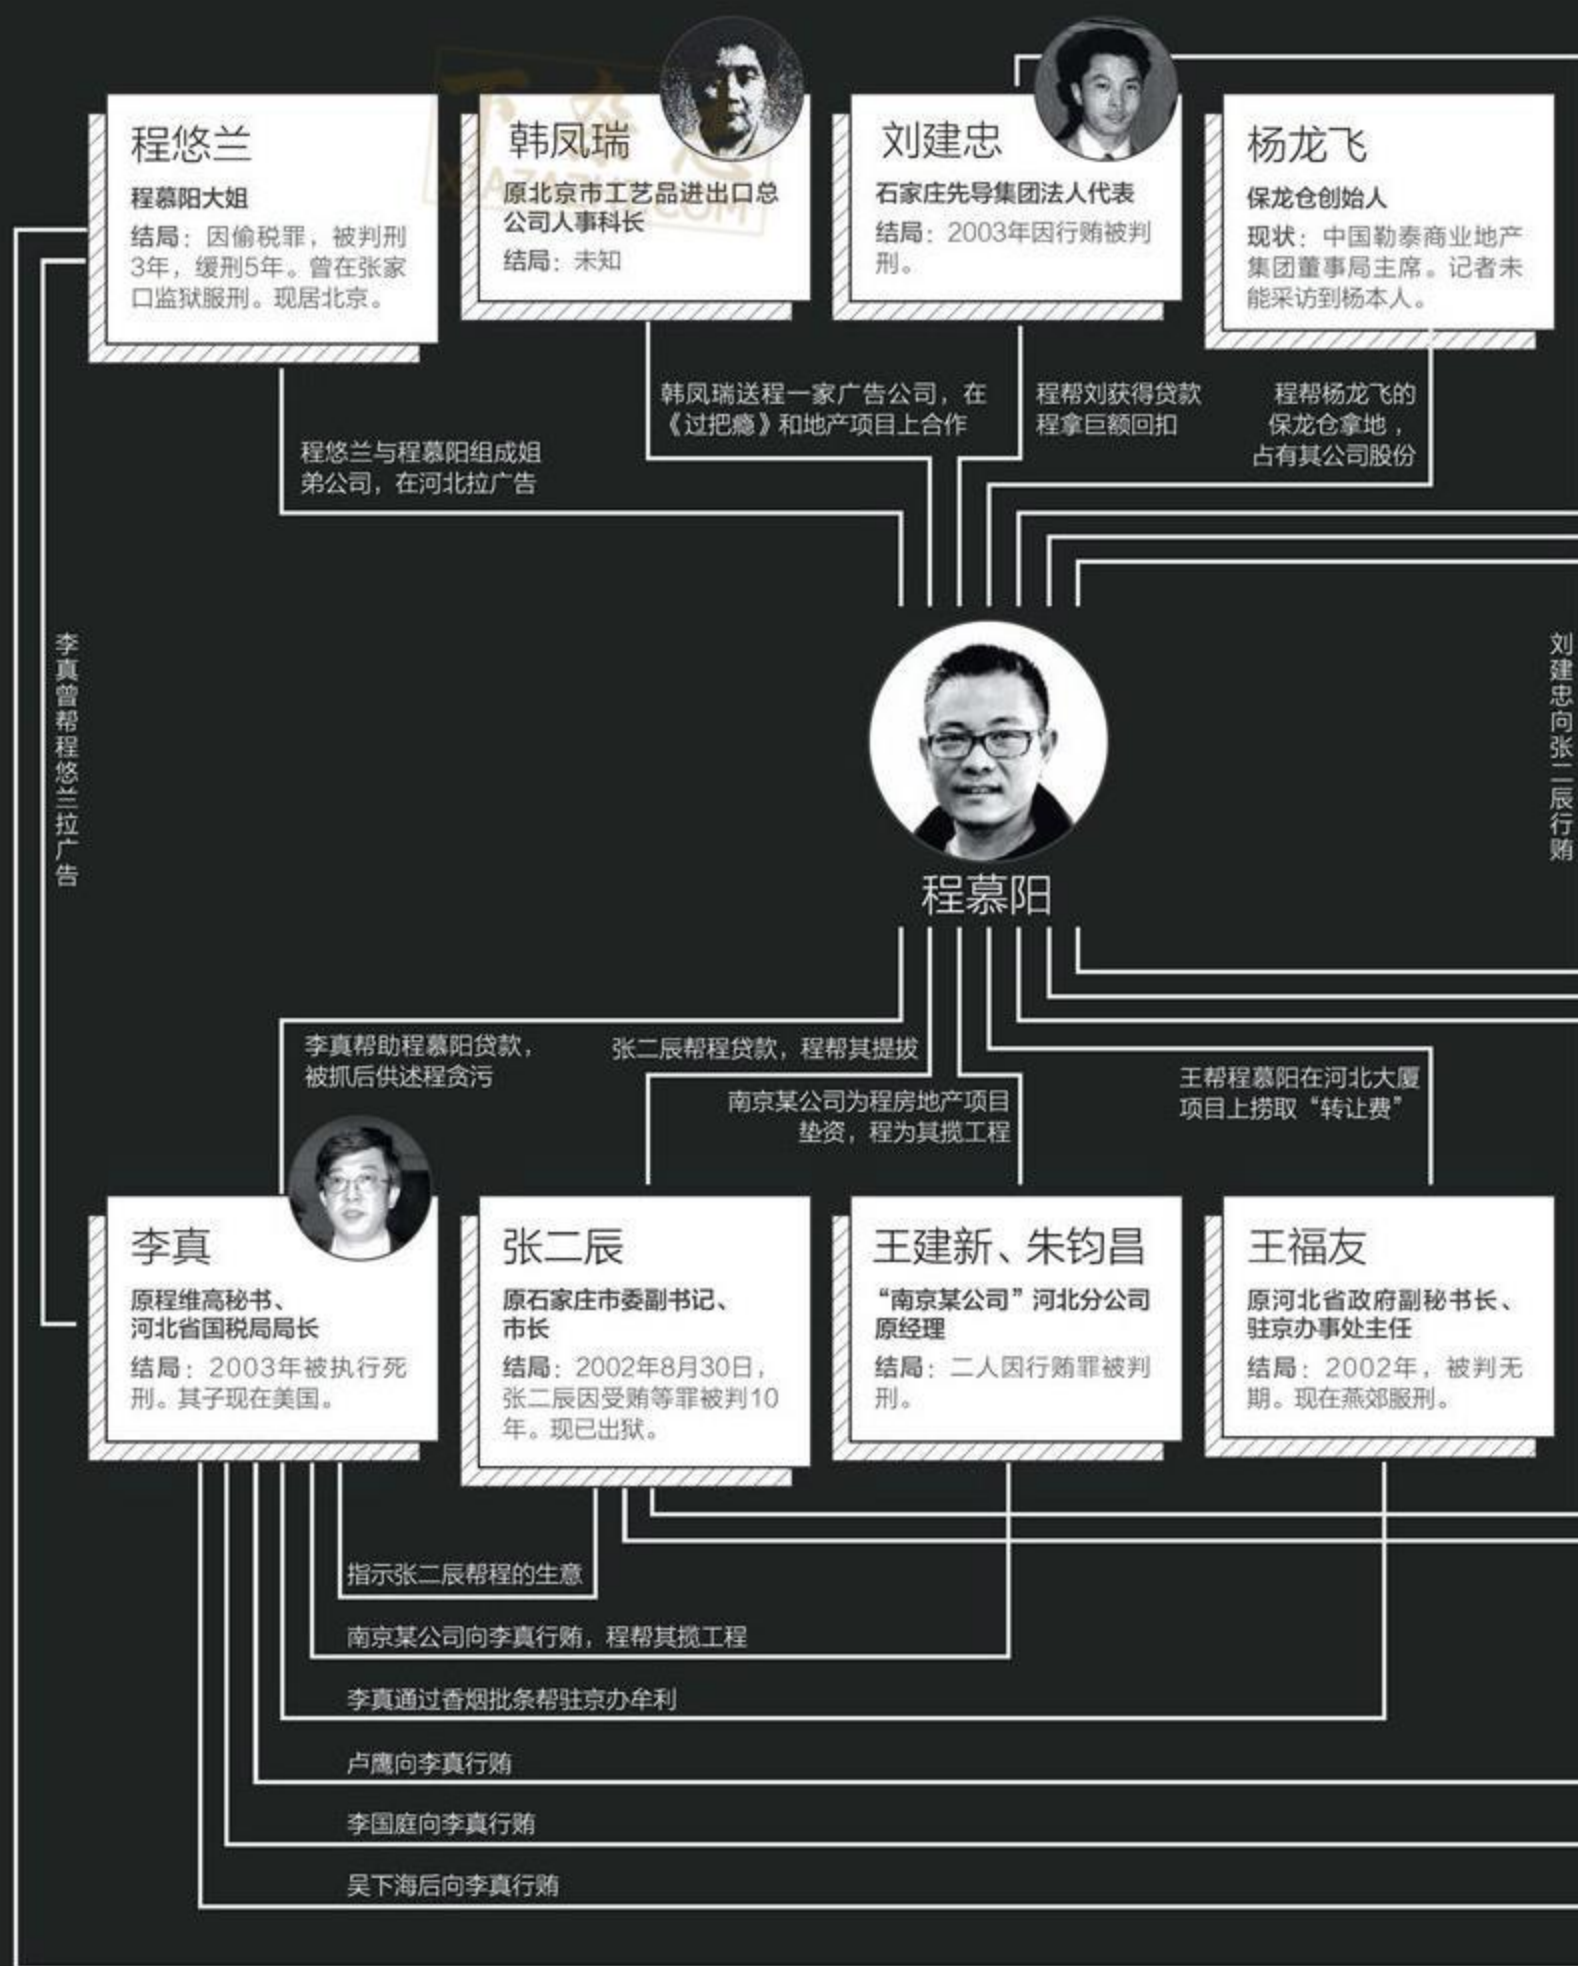 程悠兰
程慕阳大姐
结局：因偷税罪，被判刑
3年，缓刑5年。曾在张家
口监狱服刑。现居北京。
韩凤瑞
原北京市工艺品进出口总
公司人事科长
结局：未知
刘建忠
石家庄先导集团法人代表
结局：2003年因行贿被判
刑。
杨龙飞
保龙仓创始人
现状：中国勒泰商业地产
集团董事局主席。记者未
能采访到杨本人。
程悠兰与程慕阳组成姐
弟公司，在河北拉广告
韩凤瑞送程一家广告公司，在
《过把瘾》和地产项目上合作
程帮刘获得贷款
程拿巨额回扣
程帮杨龙飞的
保龙仓拿地，
占有其公司股份
李真曾帮程悠兰拉广告
程慕阳
刘建忠向张二辰行贿
李真帮助程慕阳贷款，
被抓后供述程贪污
张二辰帮程贷款，程帮其提拔
南京某公司为程房地产项目
垫资，程为其揽工程
王帮程慕阳在河北大厦
项目上捞取“转让费”
李真
原程维高秘书、
河北省国税局局长
结局：2003年被执行死
刑。其子现在美国。
张二辰
原石家庄市委副书记、
市长
结局：2002年8月30日，
张二辰因受贿等罪被判10
年。现已出狱。
王建新、朱钧昌
“南京某公司”河北分公司
原经理
结局：二人因行贿罪被判
刑。
王福友
原河北省政府副秘书长、
驻京办事处主任
结局：2002年，被判无
期。现在燕郊服刑。
指示张二辰帮程的生意
南京某公司向李真行贿，程帮其揽工程
李真通过香烟批条帮驻京办牟利
卢鹰向李真行贿
李国庭向李真行贿
吴下海后向李真行贿